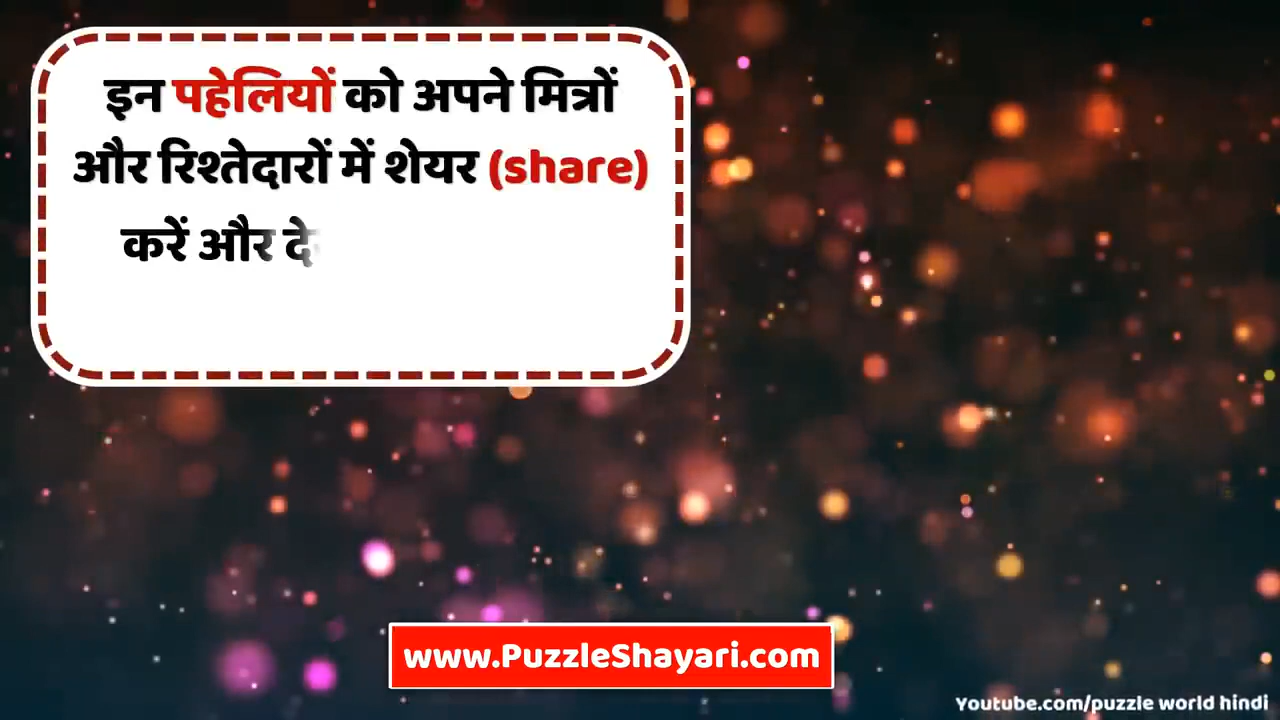 इन पहेलियों को अपने मित्रों
और रिश्तेदारों में शेयर (share)
करें और
www.PuzzleShayari.com
Youtube.com/puzzle world hindi